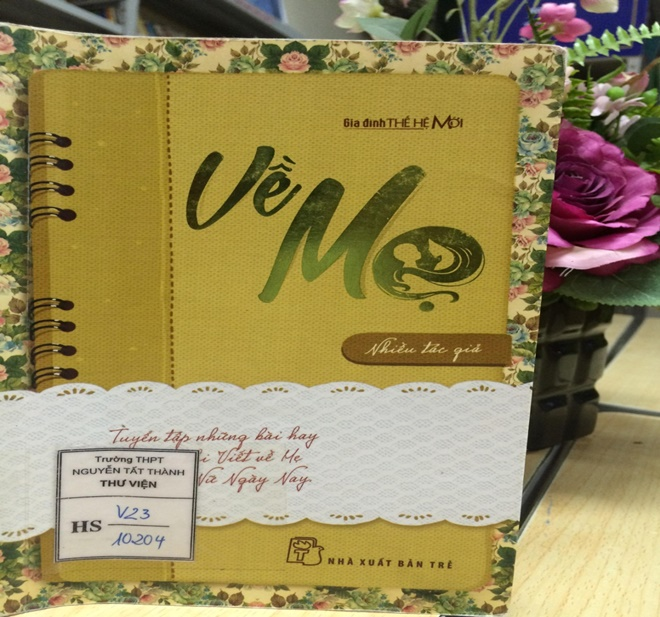 Gia đình THẾ HỆ MỚI
Về
Mẹ
Nhiều tác giả
Tuyển tập những bài hay
Viết về Mẹ
Nữ Ngày Nay.
Trường THPT
NGUYỄN TẤT THÀNH
THƯ VIỆN
HS V23
10204
NHÀ XUẤT BẢN TRẺ